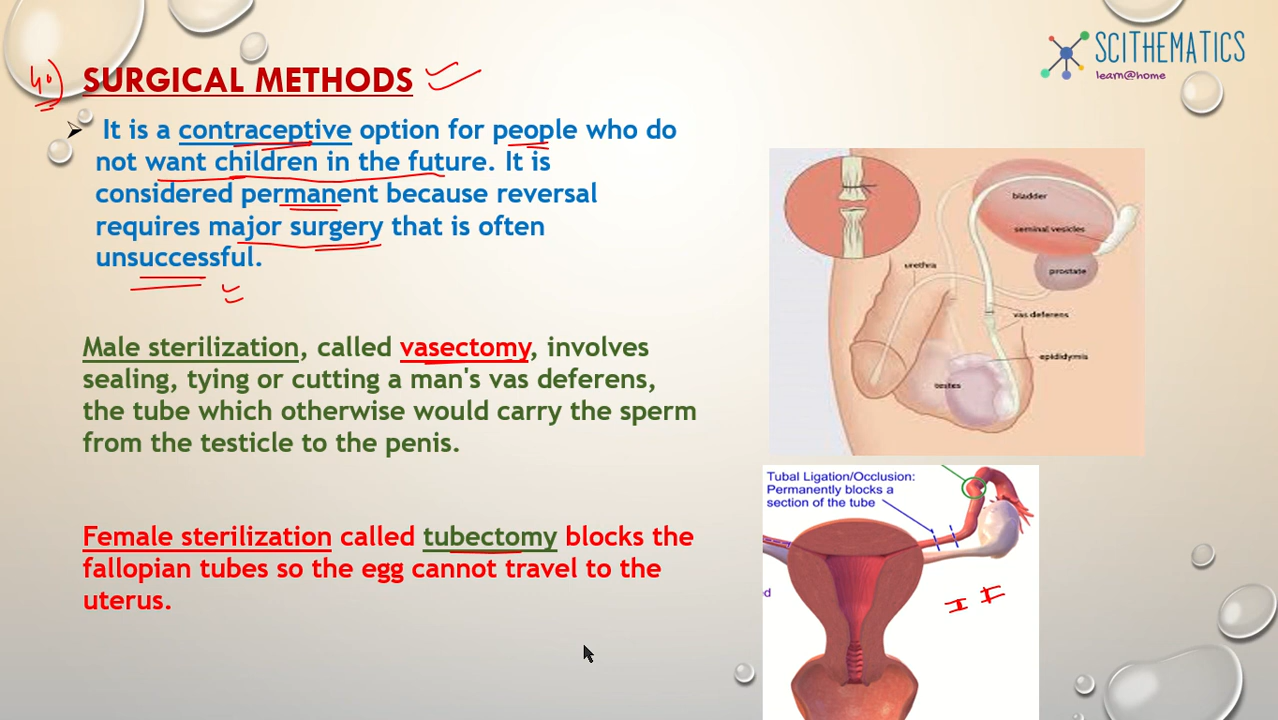 SCITHEMATICS
learn@home
40) SURGICAL METHODS
It is a contraceptive option for people who do
not want children in the future. It is
considered permanent because reversal
requires major surgery that is often
unsuccessful.
Male sterilization, called vasectomy, involves
sealing, tying or cutting a man's vas deferens,
the tube which otherwise would carry the sperm
from the testicle to the penis.
Female sterilization called tubectomy blocks the
fallopian tubes so the egg cannot travel to the
uterus.
bladder
seminal vesicles
urethra
prostate
vas deferens
epididymis
testes
Tubal Ligation/Occlusion:
Permanently blocks a
section of the tube
ed